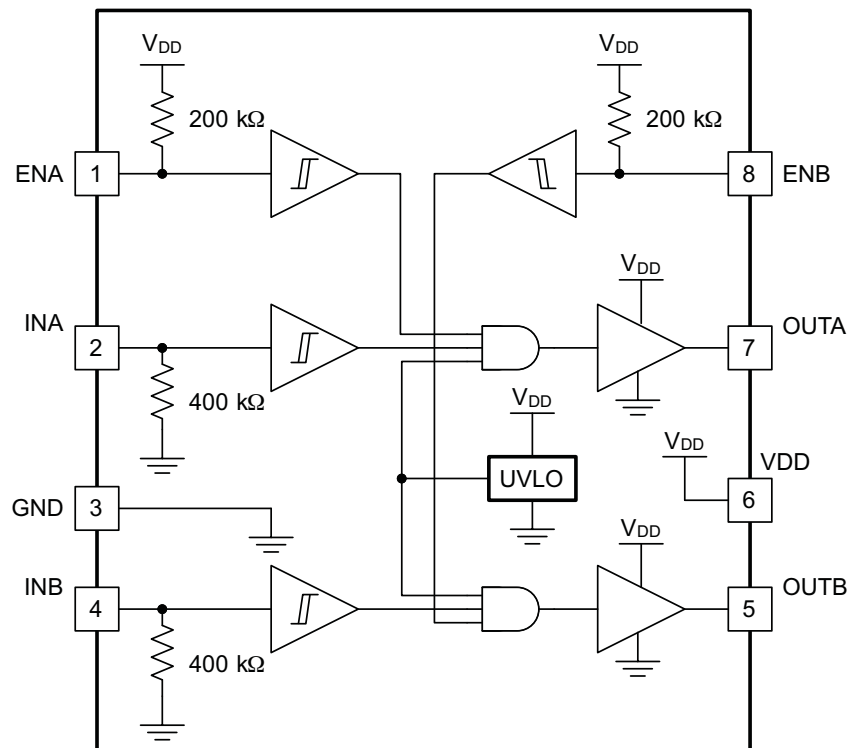 VDD
VDD
200 kΩ
200 kΩ
ENA
1
8
ENB
INA
2
VDD
OUTA
7
400 kΩ
VDD
UVLO
VDD
VDD
6
GND
3
INB
4
VDD
OUTB
5
400 kΩ